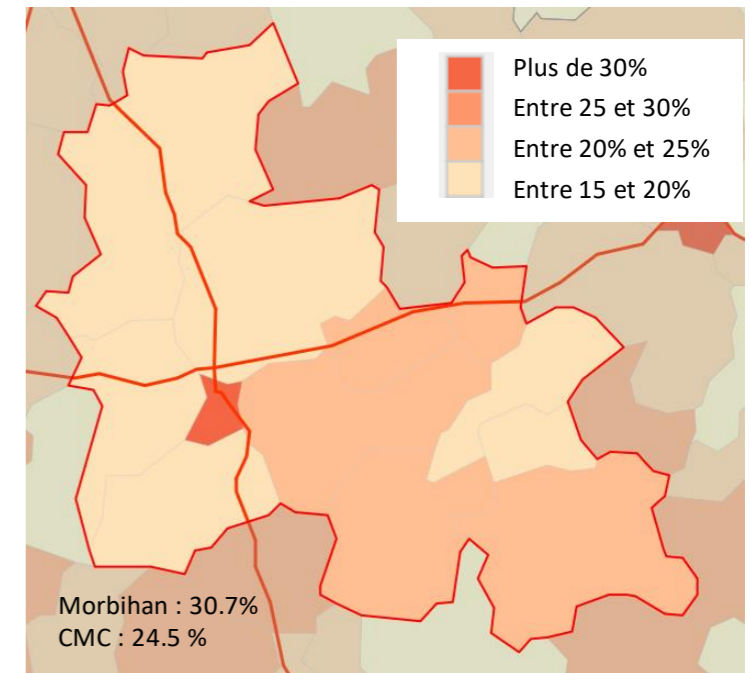 Plus de 30%
Entre 25 et 30%
Entre 20% et 25%
Entre 15 et 20%
Morbihan : 30.7%
CMC : 24.5 %